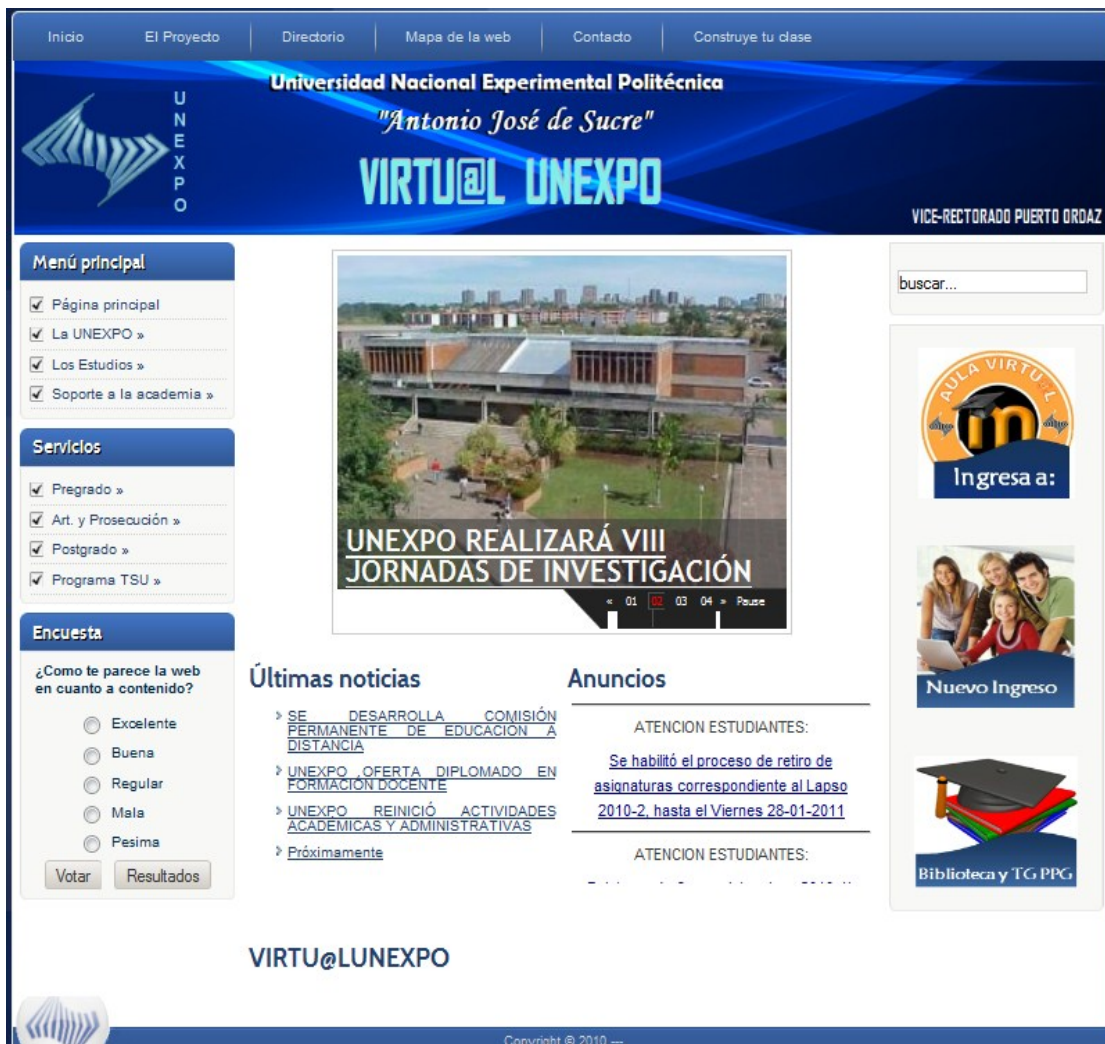 Inicio
El Proyecto
Directorio
Mapa de la web
Contacto
Construye tu clase
UNEXPO
Universidad Nacional Experimental Politécnica
"Antonio José de Sucre"
VIRTU@L UNEXPO
VICE-RECTORADO PUERTO ORDAZ
Menú principal
Página principal
La UNEXPO »
Los Estudios »
Soporte a la academia »
Servicios
Pregrado »
Art. y Prosecución »
Postgrado »
Programa TSU »
Encuesta
¿Como te parece la web
en cuanto a contenido?
Excelente
Buena
Regular
Mala
Pesima
Votar
Resultados
UNEXPO REALIZARÁ VIII
JORNADAS DE INVESTIGACIÓN
« 01 02 03 04 » Pause
Últimas noticias
SE DESARROLLA COMISIÓN
PERMANENTE DE EDUCACIÓN A
DISTANCIA
UNEXPO OFERTA DIPLOMADO EN
FORMACIÓN DOCENTE
UNEXPO REINICIÓ ACTIVIDADES
ACADÉMICAS Y ADMINISTRATIVAS
Próximamente
Anuncios
ATENCION ESTUDIANTES:
Se habilitó el proceso de retiro de
asignaturas correspondiente al Lapso
2010-2, hasta el Viernes 28-01-2011
ATENCION ESTUDIANTES:
buscar...
AULA VIRTU@L
Ingresa a:
Nuevo Ingreso
Biblioteca y TG PPG
VIRTU@LUNEXPO
Copyright © 2010 ---